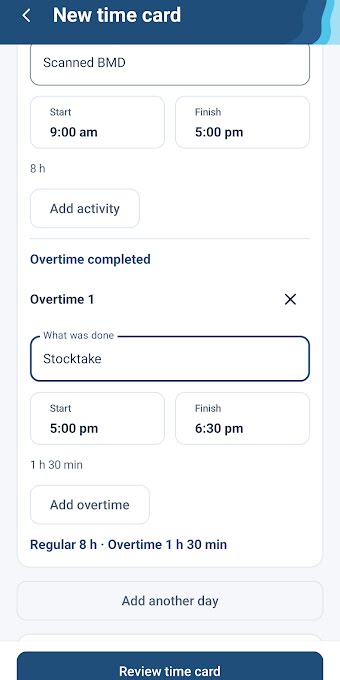 New time card
Scanned BMD
Start
9:00 am
Finish
5:00 pm
8 h
Add activity
Overtime completed
Overtime 1
What was done
Stocktake
Start
5:00 pm
Finish
6:30 pm
1 h 30 min
Add overtime
Regular 8 h · Overtime 1 h 30 min
Add another day
Review time card